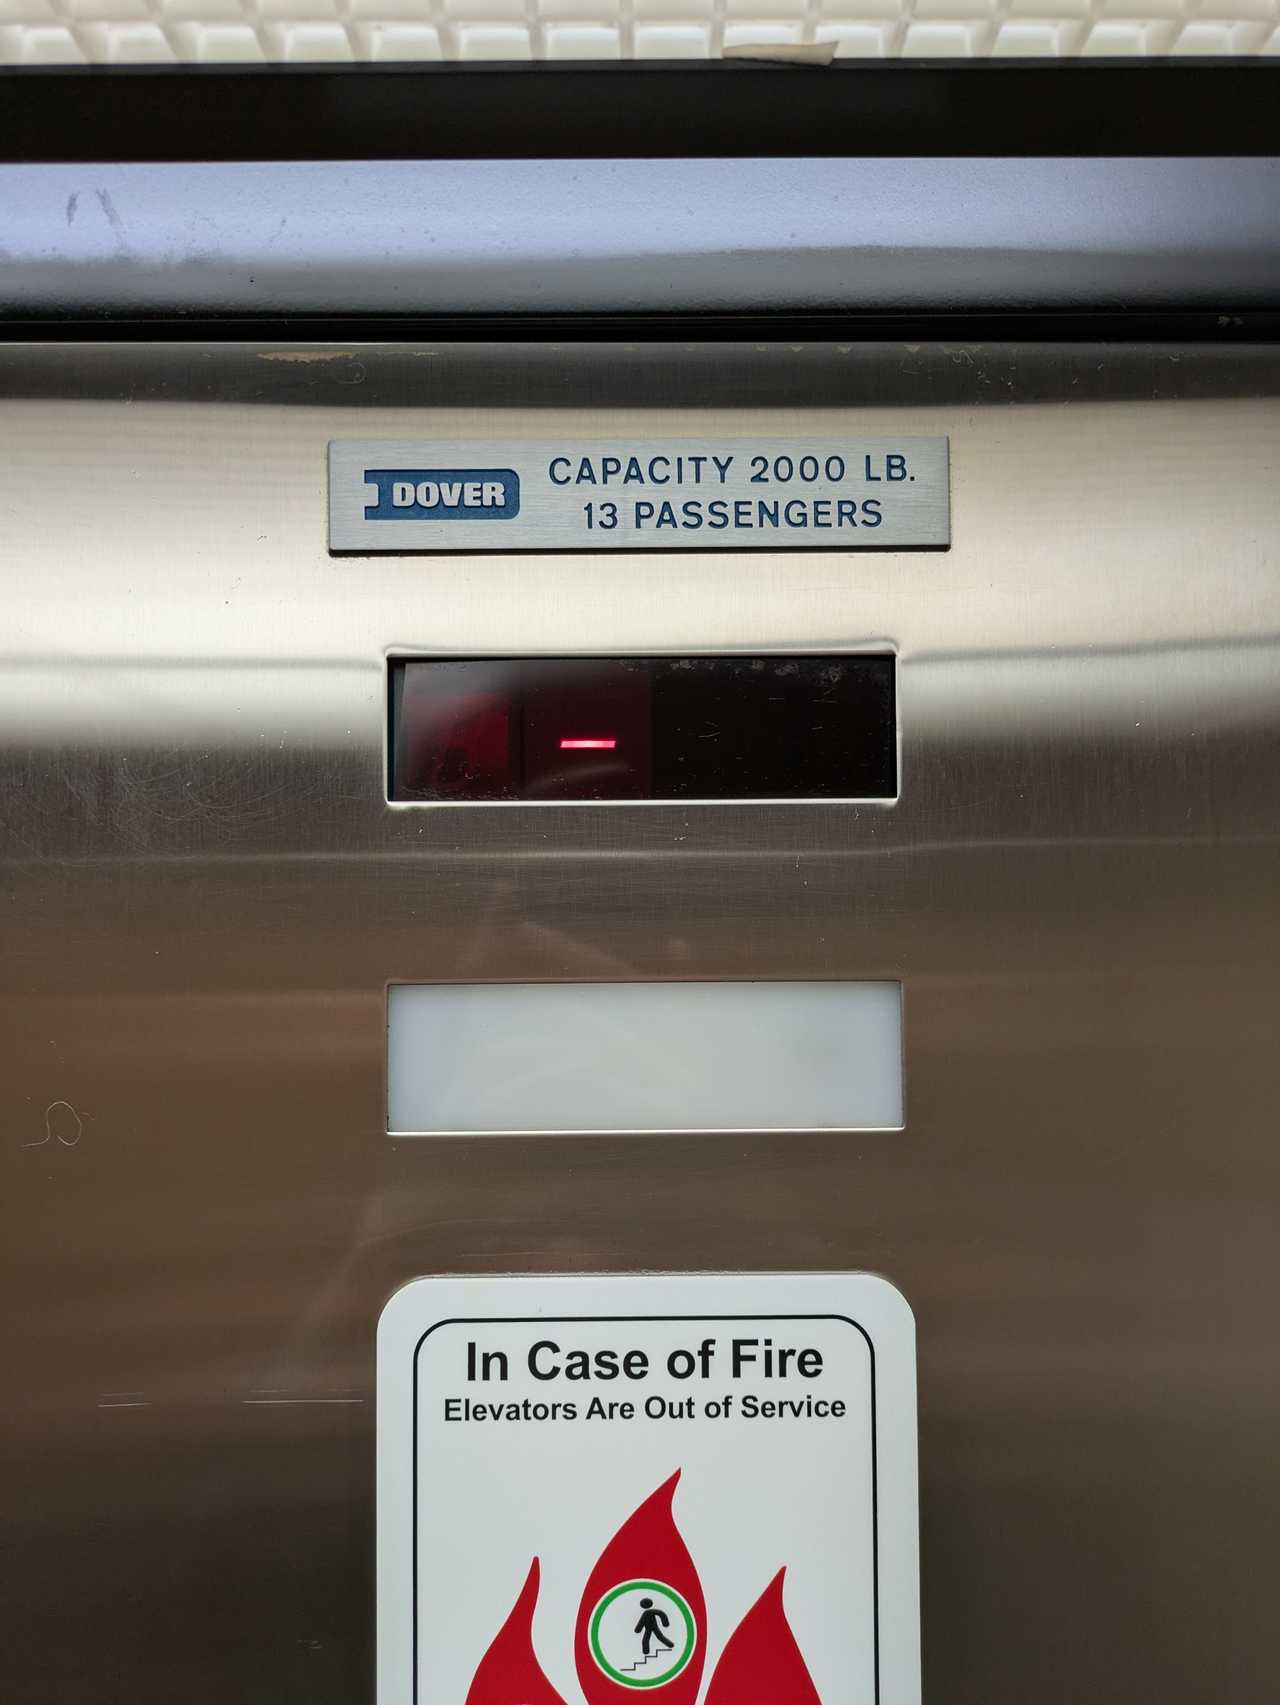 DOVER
CAPACITY 2000 LB.
13 PASSENGERS
In Case of Fire
Elevators Are Out of Service